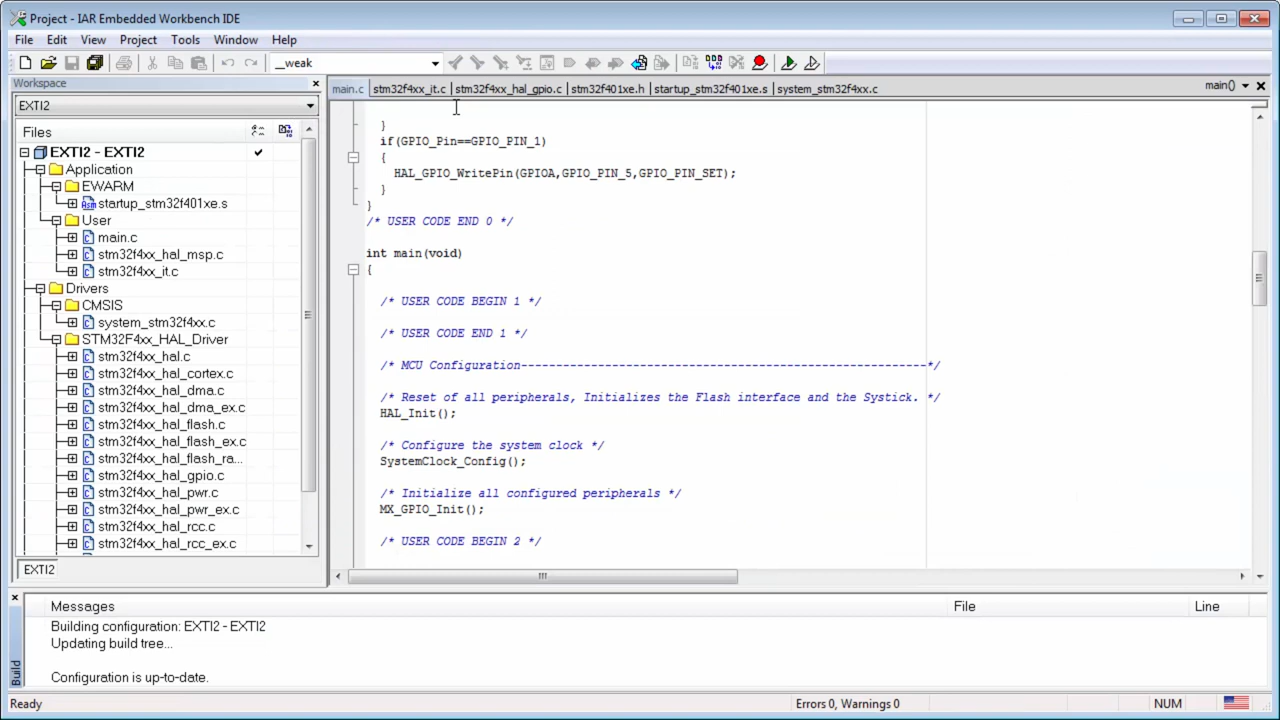 Project - IAR Embedded Workbench IDE
File Edit View Project Tools Window Help
__weak
Workspace
main.c stm32f4xx_it.c stm32f4xx_hal_gpio.c stm32f401xe.h startup_stm32f401xe.s system_stm32f4xx.c main()
EXTI2
Files
EXTI2 - EXTI2
Application
EWARM
startup_stm32f401xe.s
User
main.c
stm32f4xx_hal_msp.c
stm32f4xx_it.c
Drivers
CMSIS
system_stm32f4xx.c
STM32F4xx_HAL_Driver
stm32f4xx_hal.c
stm32f4xx_hal_cortex.c
stm32f4xx_hal_dma.c
stm32f4xx_hal_dma_ex.c
stm32f4xx_hal_flash.c
stm32f4xx_hal_flash_ex.c
stm32f4xx_hal_flash_ra...
stm32f4xx_hal_gpio.c
stm32f4xx_hal_pwr.c
stm32f4xx_hal_pwr_ex.c
stm32f4xx_hal_rcc.c
stm32f4xx_hal_rcc_ex.c
EXTI2
}
if(GPIO_Pin==GPIO_PIN_1)
{
HAL_GPIO_WritePin(GPIOA,GPIO_PIN_5,GPIO_PIN_SET);
}
}
/* USER CODE END 0 */
int main(void)
{
/* USER CODE BEGIN 1 */
/* USER CODE END 1 */
/* MCU Configuration----------------------------------------------------------*/
/* Reset of all peripherals, Initializes the Flash interface and the Systick. */
HAL_Init();
/* Configure the system clock */
SystemClock_Config();
/* Initialize all configured peripherals */
MX_GPIO_Init();
/* USER CODE BEGIN 2 */
Messages File Line
Building configuration: EXTI2 - EXTI2
Updating build tree...
Configuration is up-to-date.
Build
Ready Errors 0, Warnings 0 NUM